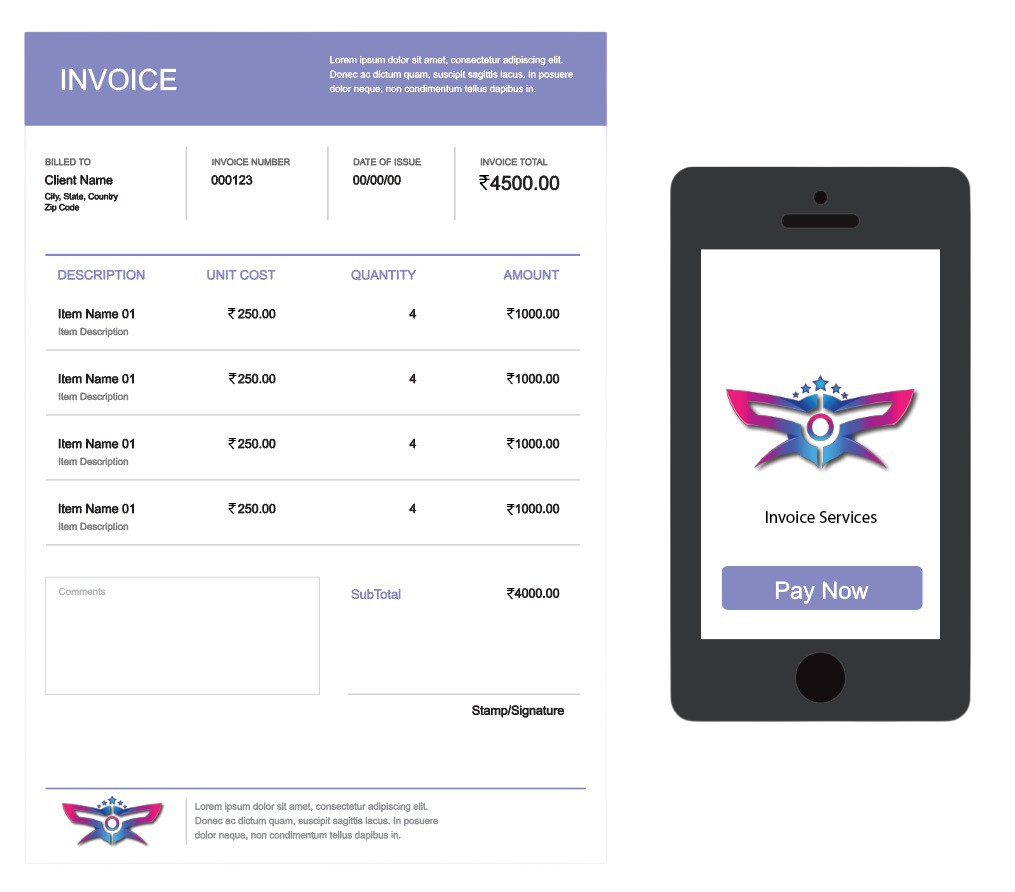 INVOICE
Lorem ipsum dolor sit amet, consectetur adipiscing elit.
Donec ac dictum quam, suscipit sagittis lacus. In posuere
dolor neque, non condimentum tellus dapibus in.
BILLED TO
Client Name
City, State, Country
Zip Code
INVOICE NUMBER
000123
DATE OF ISSUE
00/00/00
INVOICE TOTAL
₹4500.00
DESCRIPTION UNIT COST QUANTITY AMOUNT
Item Name 01 ₹250.00 4 ₹1000.00
Item Description
Item Name 01 ₹250.00 4 ₹1000.00
Item Description
Item Name 01 ₹250.00 4 ₹1000.00
Item Description
Item Name 01 ₹250.00 4 ₹1000.00
Item Description
Comments
SubTotal ₹4000.00
Stamp/Signature
Lorem ipsum dolor sit amet, consectetur adipiscing elit.
Donec ac dictum quam, suscipit sagittis lacus. In posuere
dolor neque, non condimentum tellus dapibus in.
Invoice Services
Pay Now